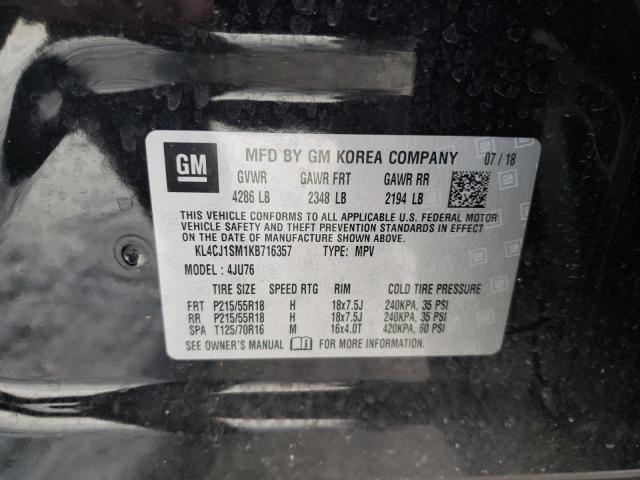 GM MFD BY GM KOREA COMPANY 07/18
GVWR GAWR FRT GAWR RR
4286 LB 2348 LB 2194 LB
THIS VEHICLE CONFORMS TO ALL APPLICABLE U.S. FEDERAL MOTOR
VEHICLE SAFETY AND THEFT PREVENTION STANDARDS IN EFFECT ON
THE DATE OF MANUFACTURE SHOWN ABOVE.
KL4CJ1SM1KB716357 TYPE: MPV
MODEL: 4JU76
TIRE SIZE SPEED RTG RIM COLD TIRE PRESSURE
FRT P215/55R18 H 18x7.5J 240KPA, 35 PSI
RR P215/55R18 H 18x7.5J 240KPA, 35 PSI
SPA T125/70R16 M 16x4.0T 420KPA, 60 PSI
SEE OWNER'S MANUAL FOR MORE INFORMATION